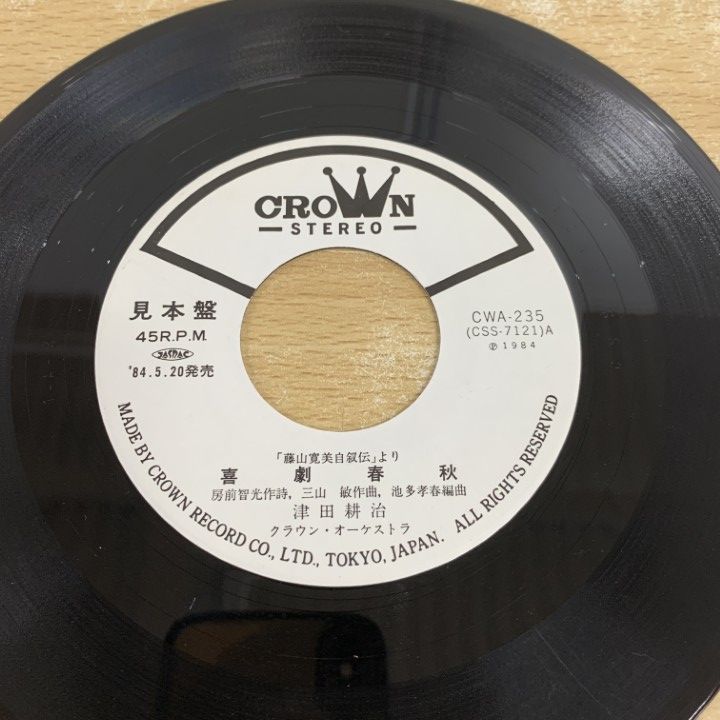 CROWN
STEREO
見本盤
45R.P.M.
JASRAC
'84.5.20発売
CWA-235
(CSS-7121)A
Ⓟ1984
「藤山寛美自叙伝」より
喜劇春秋
房前智光作詩, 三山 敏作曲, 池多孝春編曲
津田耕治
クラウン・オーケストラ
MADE BY CROWN RECORD CO., LTD., TOKYO, JAPAN. ALL RIGHTS RESERVED